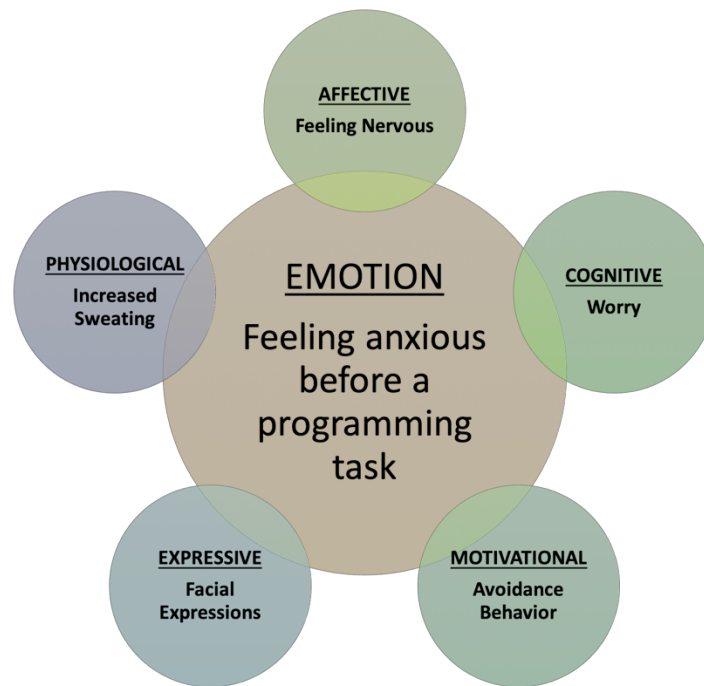 AFFECTIVE
Feeling Nervous
PHYSIOLOGICAL
Increased
Sweating
EMOTION
Feeling anxious
before a
programming
task
COGNITIVE
Worry
EXPRESSIVE
Facial
Expressions
MOTIVATIONAL
Avoidance
Behavior